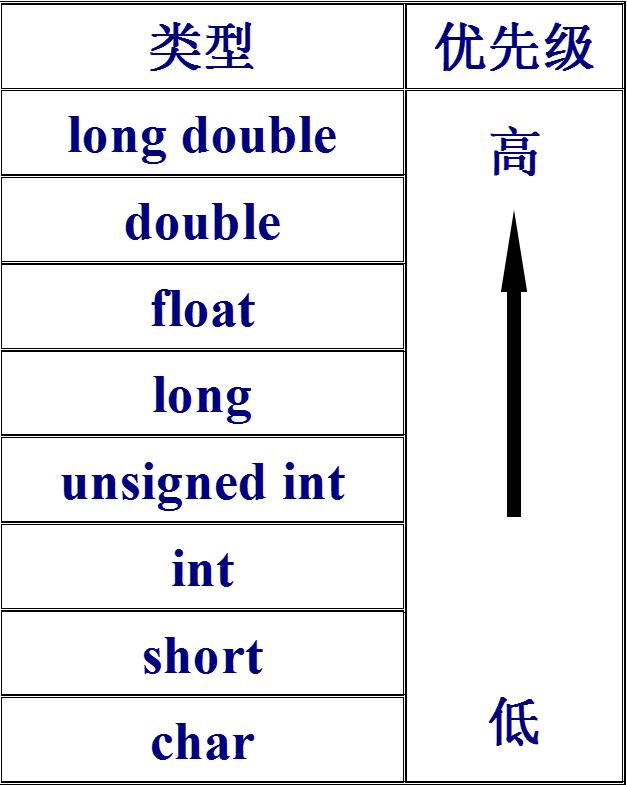 类型 优先级
long double
高
double
float
long
unsigned int
int
short
低
char